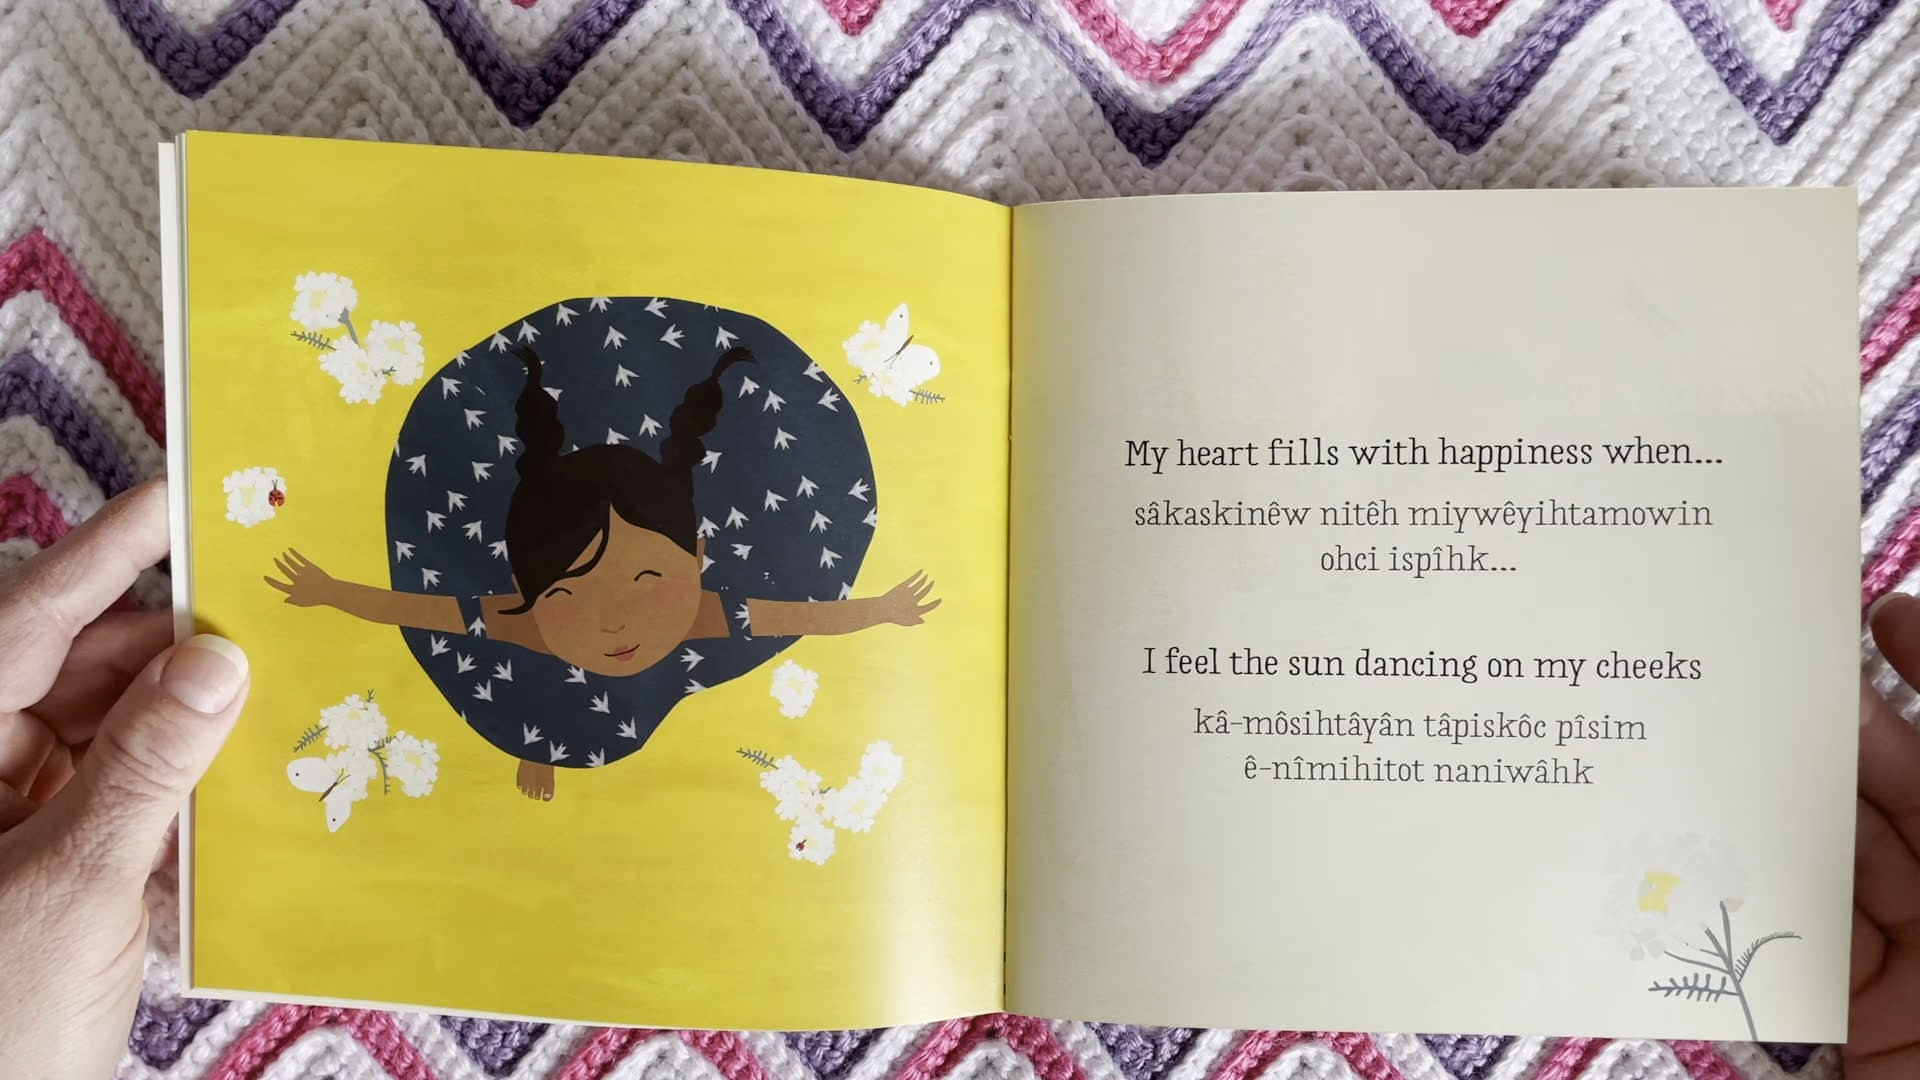 My heart fills with happiness when...
sâkaskinêw nitêh miywêyihtamowin
ohci ispîhk...
I feel the sun dancing on my cheeks
kâ-môsihtâyân tâpiskôc pîsim
ê-nîmihitot naniwâhk